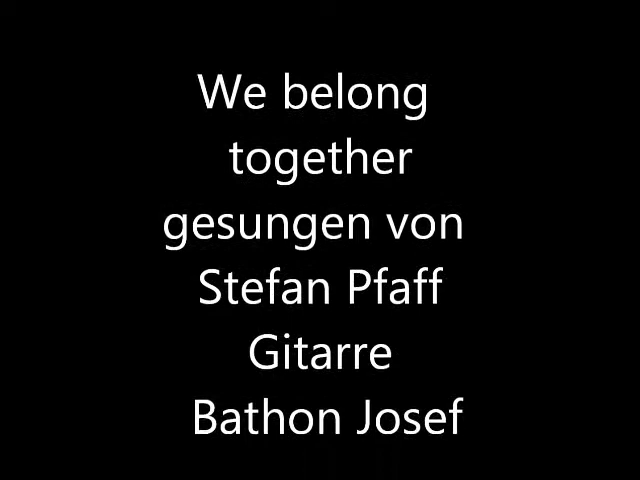 We belong
together
gesungen von
Stefan Pfaff
Gitarre
Bathon Josef